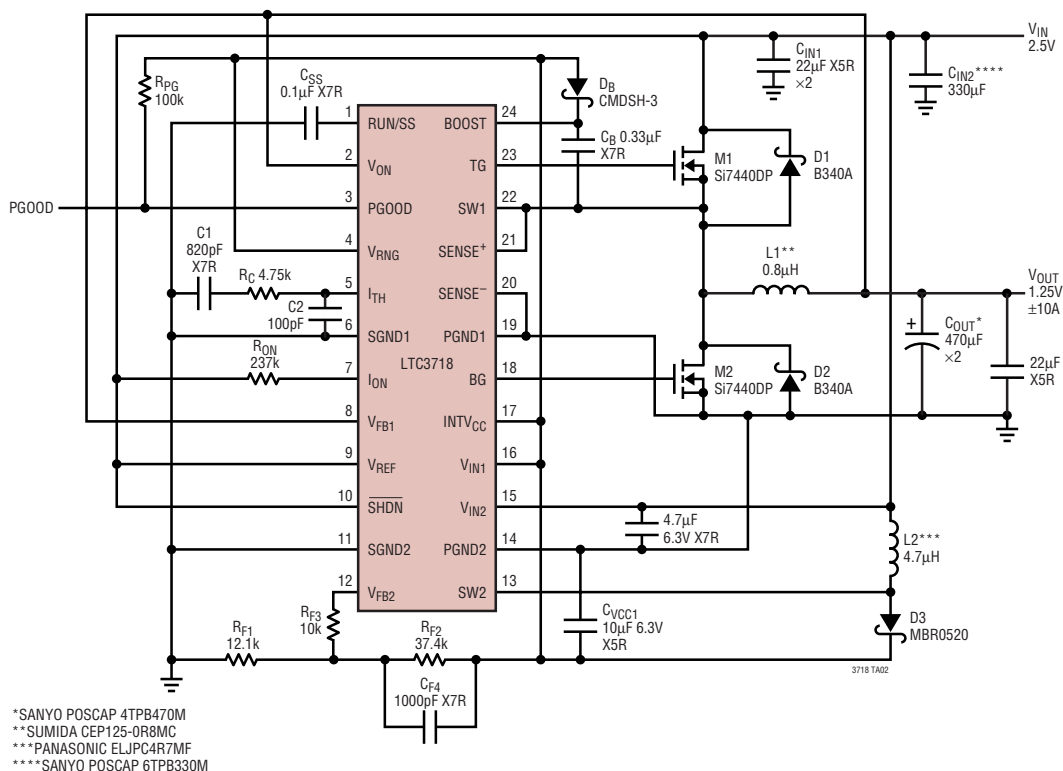 V_IN
2.5V
C_IN1
22µF X5R
×2
C_IN2****
330µF
R_PG
100k
C_SS
0.1µF X7R
D_B
CMDSH-3
C_B 0.33µF
X7R
1
RUN/SS
BOOST
24
2
V_ON
TG
23
M1
Si7440DP
D1
B340A
PGOOD
3
PGOOD
SW1
22
4
V_RNG
SENSE+
21
C1
820pF
X7R
R_C 4.75k
5
I_TH
SENSE−
20
L1**
0.8µH
V_OUT
1.25V
±10A
C2
100pF
6
SGND1
PGND1
19
LTC3718
+
C_OUT*
470µF
×2
22µF
X5R
R_ON
237k
7
I_ON
BG
18
M2
Si7440DP
D2
B340A
8
V_FB1
INTV_CC
17
9
V_REF
V_IN1
16
10
S̅H̅D̅N̅
V_IN2
15
4.7µF
6.3V X7R
L2***
4.7µH
11
SGND2
PGND2
14
12
V_FB2
SW2
13
R_F1
12.1k
R_F3
10k
R_F2
37.4k
C_VCC1
10µF 6.3V
X5R
D3
MBR0520
C_F4
1000pF X7R
3718 TA02
*SANYO POSCAP 4TPB470M
**SUMIDA CEP125-0R8MC
***PANASONIC ELJPC4R7MF
****SANYO POSCAP 6TPB330M